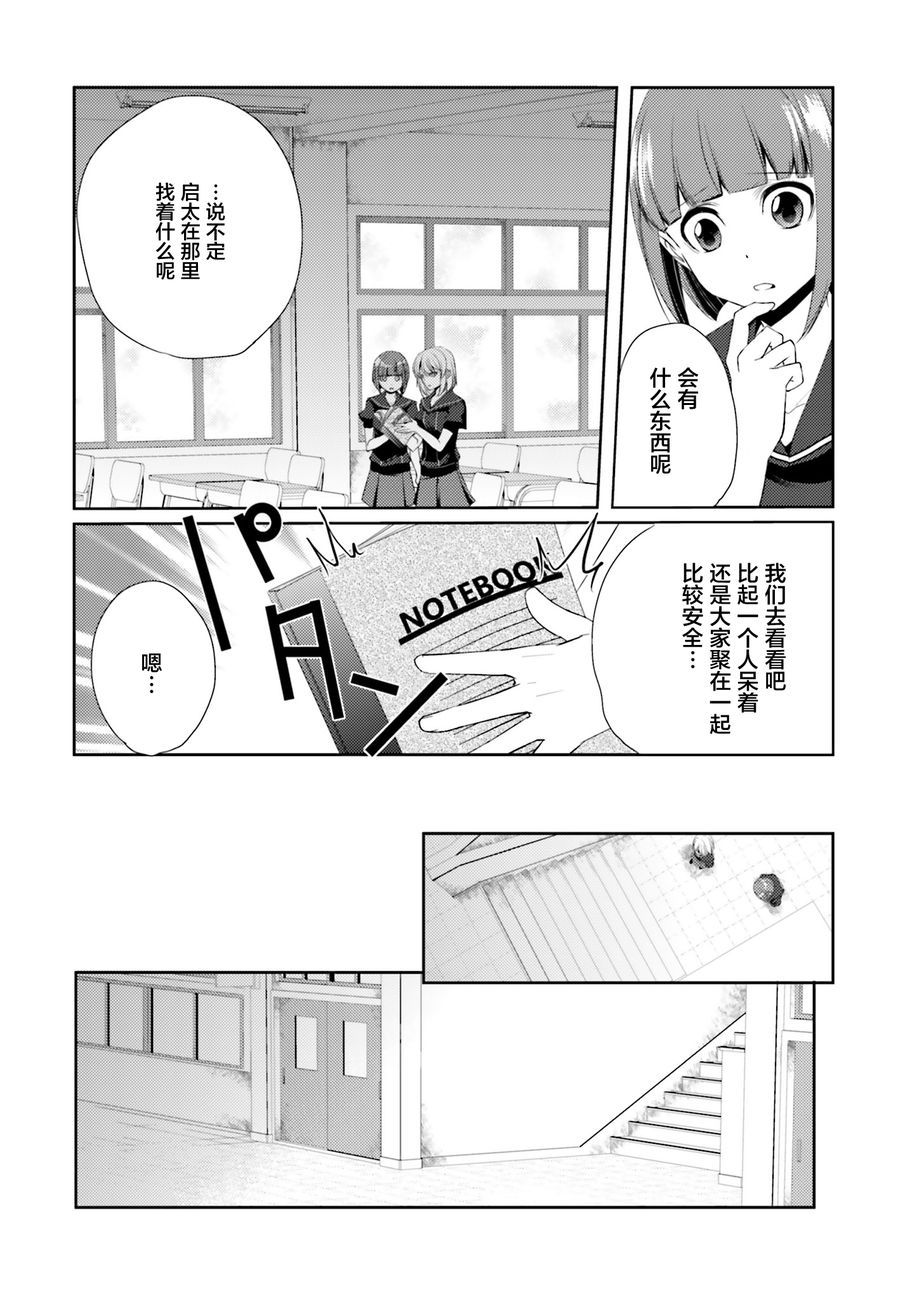 会有
什么东西呢
…说不定
启太在那里
找着什么呢
我们去看看吧
比起一个人呆着
还是大家聚在一起
比较安全…
NOTEBOOK
パタン
嗯…